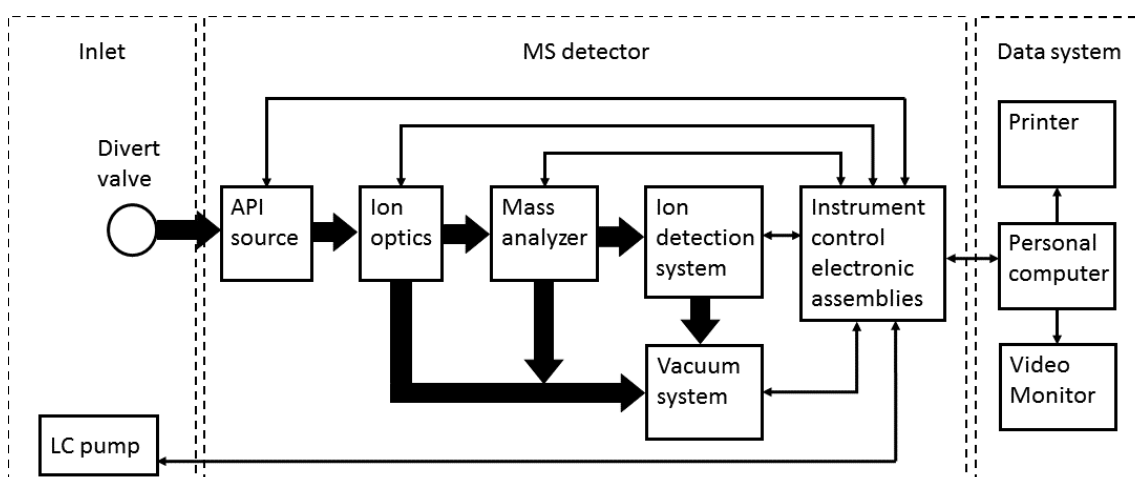 Inlet
MS detector
Data system
Divert
valve
API
source
Ion
optics
Mass
analyzer
Ion
detection
system
Instrument
control
electronic
assemblies
Printer
Personal
computer
Vacuum
system
Video
Monitor
LC pump